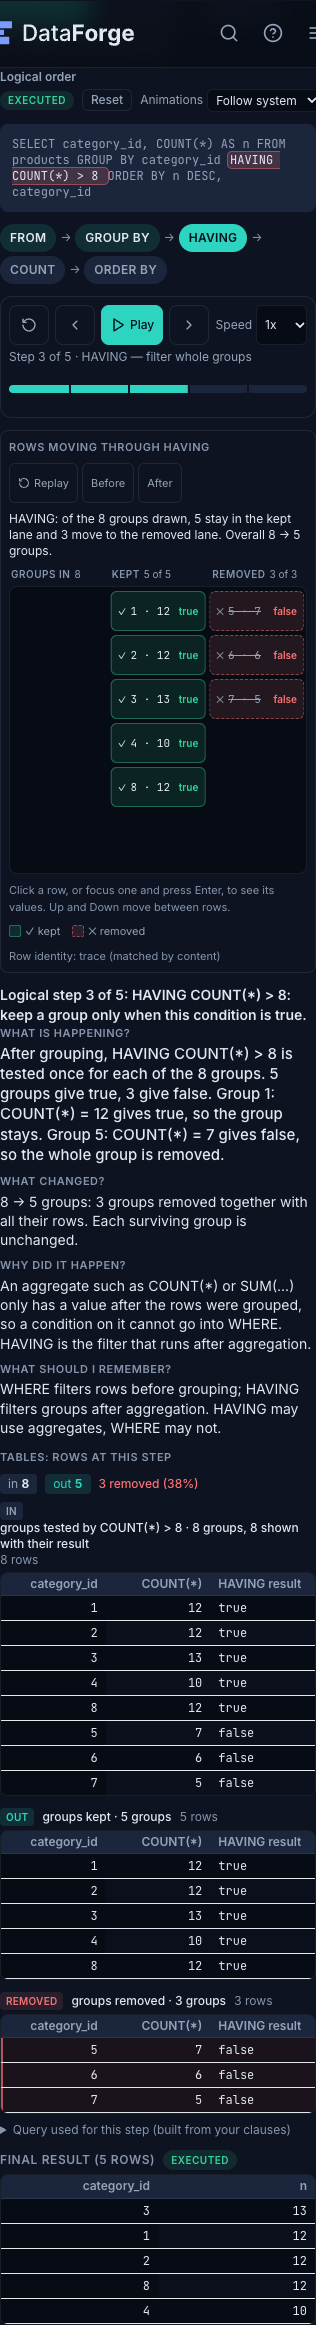 DataForge
Logical order
EXECUTED Reset Animations Follow system
SELECT category_id, COUNT(*) AS n FROM
products GROUP BY category_id HAVING
COUNT(*) > 8 ORDER BY n DESC,
category_id
FROM → GROUP BY → HAVING →
COUNT → ORDER BY
Play Speed 1x
Step 3 of 5 · HAVING — filter whole groups
ROWS MOVING THROUGH HAVING
Replay Before After
HAVING: of the 8 groups drawn, 5 stay in the kept
lane and 3 move to the removed lane. Overall 8 → 5
groups.
GROUPS IN 8 KEPT 5 of 5 REMOVED 3 of 3
✓ 1 · 12 true × 5 · 7 false
✓ 2 · 12 true × 6 · 6 false
✓ 3 · 13 true × 7 · 5 false
✓ 4 · 10 true
✓ 8 · 12 true
Click a row, or focus one and press Enter, to see its
values. Up and Down move between rows.
✓ kept × removed
Row identity: trace (matched by content)
Logical step 3 of 5: HAVING COUNT(*) > 8:
keep a group only when this condition is true.
WHAT IS HAPPENING?
After grouping, HAVING COUNT(*) > 8 is
tested once for each of the 8 groups. 5
groups give true, 3 give false. Group 1:
COUNT(*) = 12 gives true, so the group
stays. Group 5: COUNT(*) = 7 gives false,
so the whole group is removed.
WHAT CHANGED?
8 → 5 groups: 3 groups removed together with
all their rows. Each surviving group is
unchanged.
WHY DID IT HAPPEN?
An aggregate such as COUNT(*) or SUM(...)
only has a value after the rows were grouped,
so a condition on it cannot go into WHERE.
HAVING is the filter that runs after aggregation.
WHAT SHOULD I REMEMBER?
WHERE filters rows before grouping; HAVING
filters groups after aggregation. HAVING may
use aggregates, WHERE may not.
TABLES: ROWS AT THIS STEP
in 8 out 5 3 removed (38%)
IN
groups tested by COUNT(*) > 8 · 8 groups, 8 shown
with their result
8 rows
category_id COUNT(*) HAVING result
1 12 true
2 12 true
3 13 true
4 10 true
8 12 true
5 7 false
6 6 false
7 5 false
OUT groups kept · 5 groups 5 rows
category_id COUNT(*) HAVING result
1 12 true
2 12 true
3 13 true
4 10 true
8 12 true
REMOVED groups removed · 3 groups 3 rows
category_id COUNT(*) HAVING result
5 7 false
6 6 false
7 5 false
Query used for this step (built from your clauses)
FINAL RESULT (5 ROWS) EXECUTED
category_id n
3 13
1 12
2 12
8 12
4 10